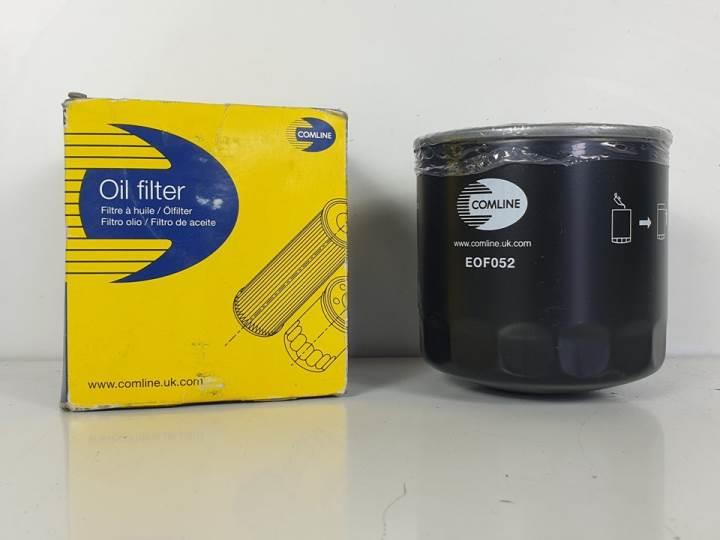 COMLINE
Oil filter
Filtre à huile / Ölfilter
Filtro olio / Filtro de aceite
www.comline.uk.com
COMLINE
www.comline.uk.com
EOF052